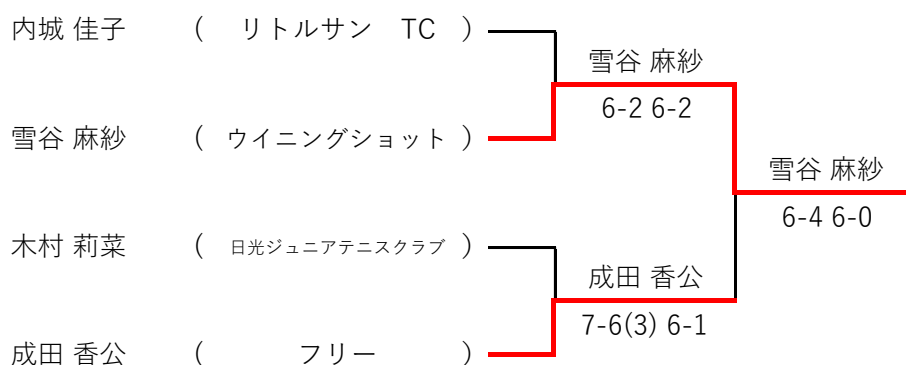 内城 佳子 ( リトルサン TC )
雪谷 麻紗
6-2 6-2
雪谷 麻紗 ( ウイニングショット )
雪谷 麻紗
6-4 6-0
木村 莉菜 ( 日光ジュニアテニスクラブ )
成田 香公
7-6(3) 6-1
成田 香公 ( フリー )